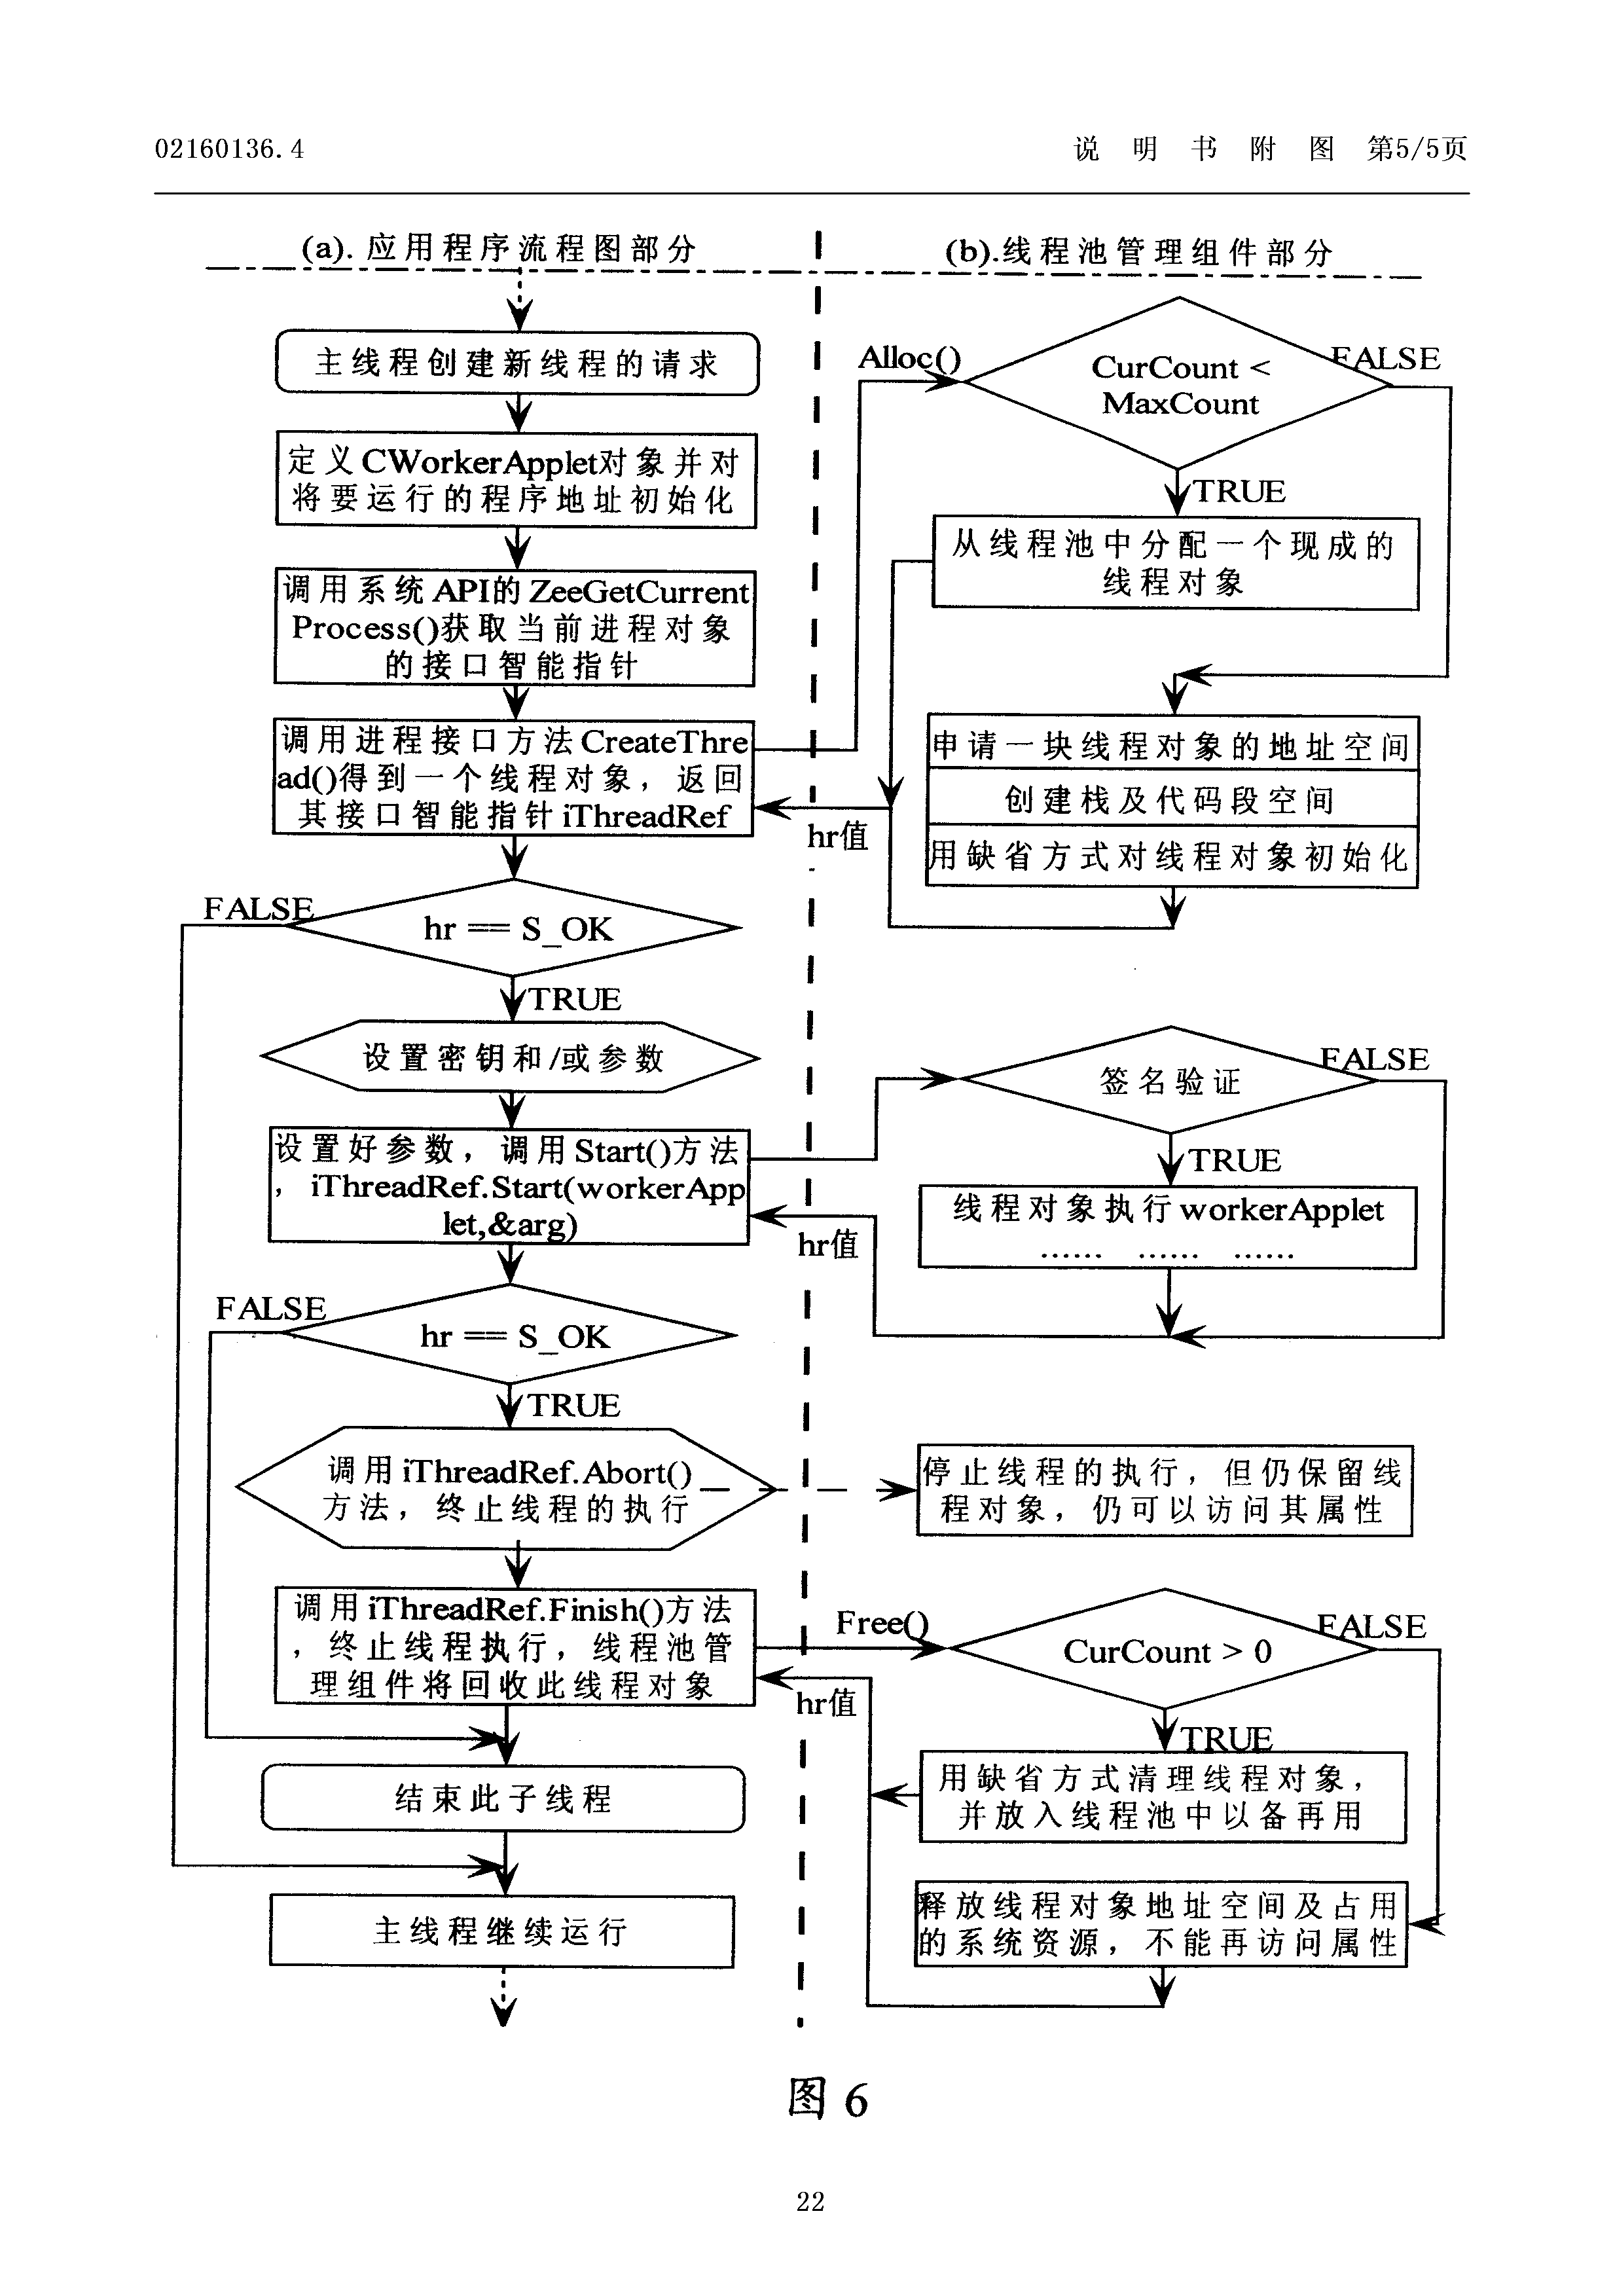 02160136.4
说明书附图 第5/5页
(a). 应用程序流程图部分
(b).线程池管理组件部分
主线程创建新线程的请求
定义CWorkerApplet对象并对
将要运行的程序地址初始化
调用系统API的ZeeGetCurrent
Process()获取当前进程对象
的接口智能指针
调用进程接口方法CreateThre
ad()得到一个线程对象，返回
其接口智能指针iThreadRef
hr == S_OK
FALSE
TRUE
设置密钥和/或参数
设置好参数，调用Start()方法
，iThreadRef.Start(workerApp
let,&arg)
hr == S_OK
FALSE
TRUE
调用iThreadRef.Abort()
方法，终止线程的执行
调用iThreadRef.Finish()方法
，终止线程执行，线程池管
理组件将回收此线程对象
结束此子线程
主线程继续运行
Alloc()
CurCount <
MaxCount
FALSE
TRUE
从线程池中分配一个现成的
线程对象
申请一块线程对象的地址空间
创建栈及代码段空间
用缺省方式对线程对象初始化
hr值
签名验证
FALSE
TRUE
线程对象执行workerApplet
…… …… ……
hr值
停止线程的执行，但仍保留线
程对象，仍可以访问其属性
Free()
CurCount > 0
FALSE
TRUE
hr值
用缺省方式清理线程对象，
并放入线程池中以备再用
释放线程对象地址空间及占用
的系统资源，不能再访问属性
图 6
22